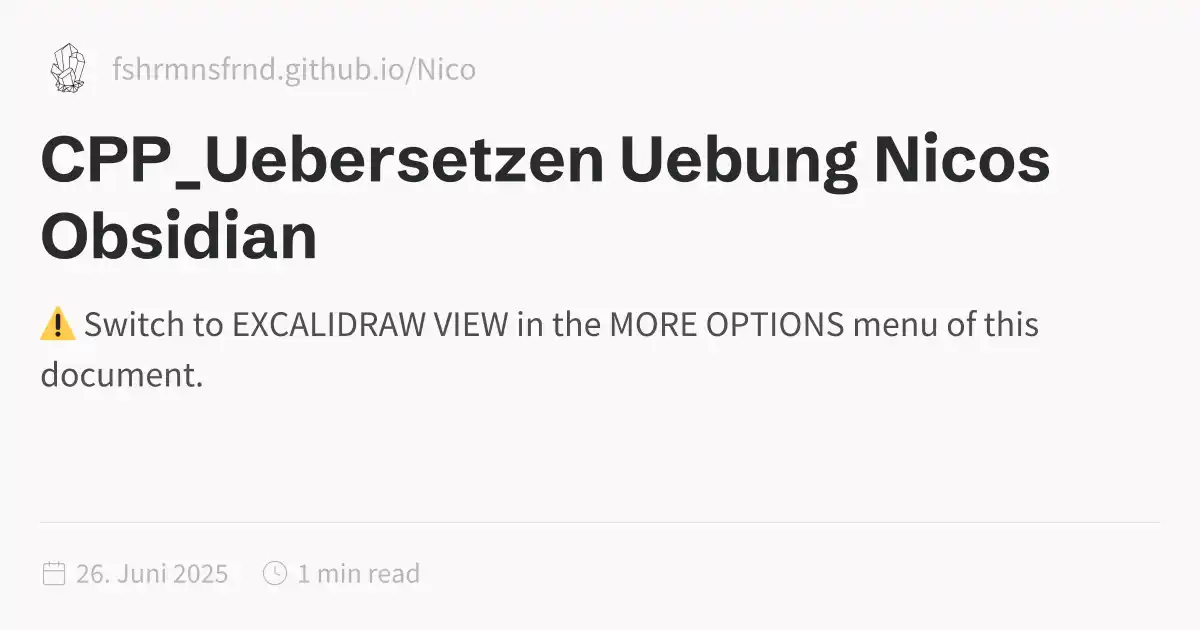 fshrmnsfrnd.github.io/Nico
CPP_Uebersetzen Uebung Nicos
Obsidian
⚠️ Switch to EXCALIDRAW VIEW in the MORE OPTIONS menu of this
document.
26. Juni 2025 1 min read